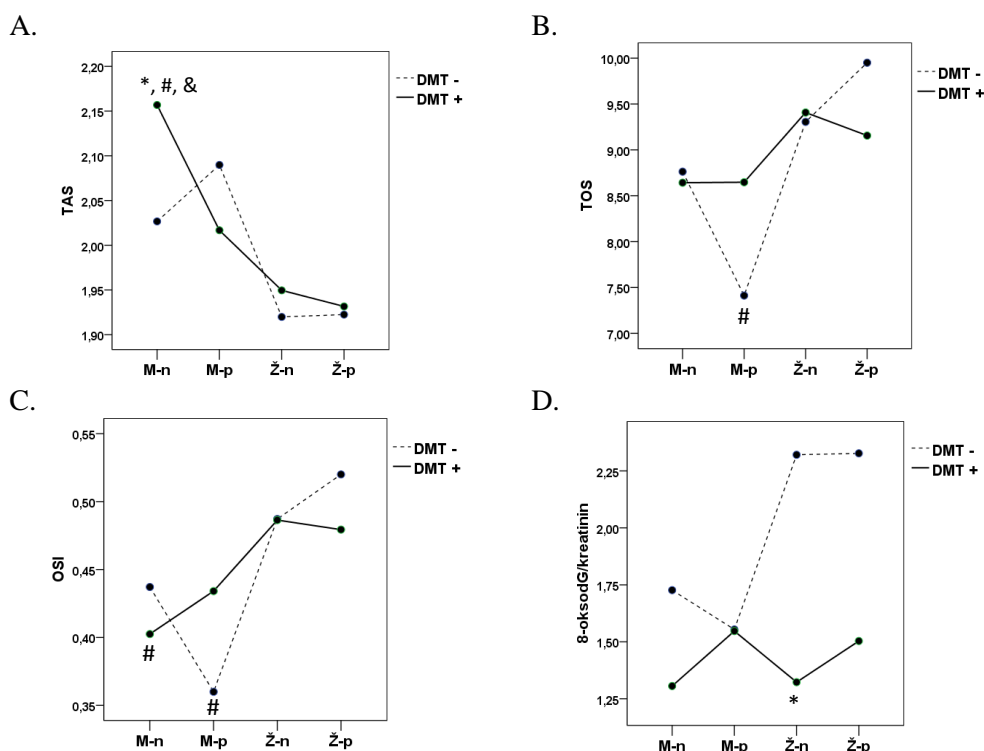 A.
2,20
2,15
2,10
2,05
2,00
1,95
1,90
TAS
*, #, &
M-n M-p Ž-n Ž-p
DMT -
DMT +
B.
10,00
9,50
9,00
8,50
8,00
7,50
7,00
TOS
#
M-n M-p Ž-n Ž-p
DMT -
DMT +
C.
0,55
0,50
0,45
0,40
0,35
OSI
#
#
M-n M-p Ž-n Ž-p
DMT -
DMT +
D.
2,25
2,00
1,75
1,50
1,25
8-oksodG/kreatinin
*
M-n M-p Ž-n Ž-p
DMT -
DMT +